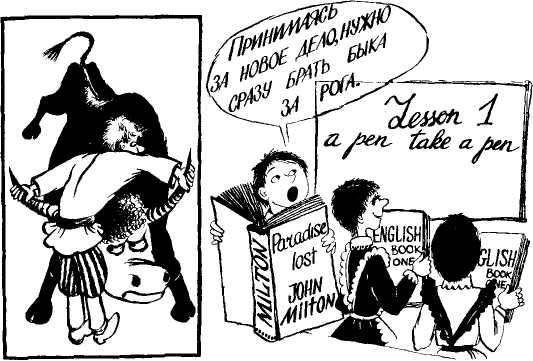 ПРИНИМАЯСЬ
ЗА НОВОЕ ДЕЛО, НУЖНО
СРАЗУ БРАТЬ БЫКА
ЗА РОГА.
Lesson 1
a pen take a pen
MILTON
Paradise
lost
JOHN
Milton
ENGLISH
BOOK
ONE
GLISH
BOOK
ONE